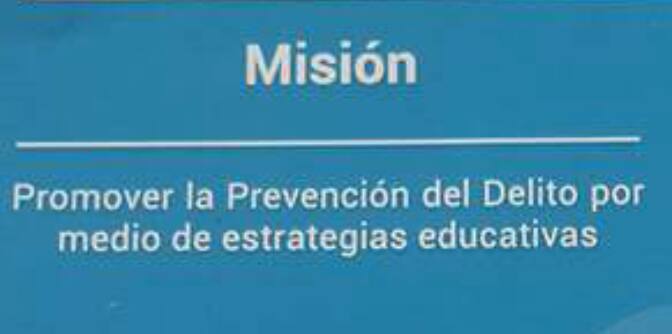 Misión
Promover la Prevención del Delito por
medio de estrategias educativas